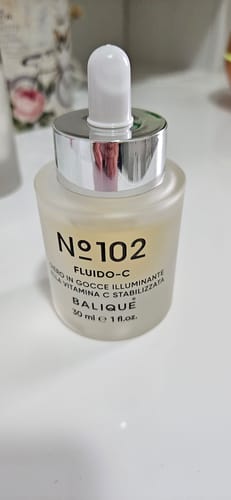 Nº102
FLUIDO-C
IN GOCCE ILLUMINANTE
VITAMINA C STABILIZZATA
BALIQUE®
30 ml ℮ 1 fl.oz.